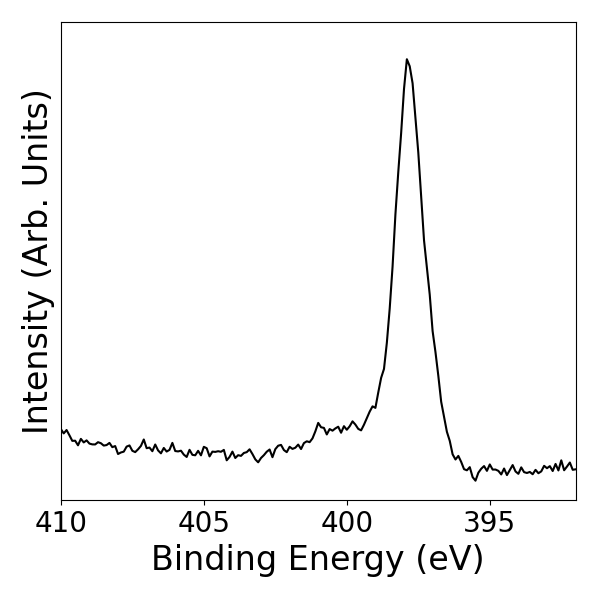 Intensity (Arb. Units)
410 405 400 395
Binding Energy (eV)